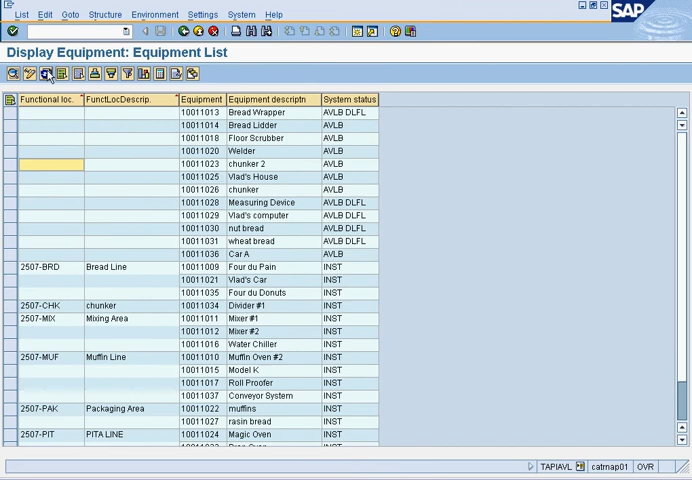 List Edit Goto Structure Environment Settings System Help
SAP
Display Equipment: Equipment List
Functional loc. FunctLocDescrip. Equipment Equipment descriptn System status
10011013 Bread Wrapper AVLB DLFL
10011014 Bread Lidder AVLB
10011018 Floor Scrubber AVLB
10011020 Welder AVLB
10011023 chunker 2 AVLB
10011025 Vlad's House AVLB
10011026 chunker AVLB
10011028 Measuring Device AVLB DLFL
10011029 Vlad's computer AVLB DLFL
10011030 nut bread AVLB DLFL
10011031 wheat bread AVLB DLFL
10011036 Car A AVLB
2507-BRD Bread Line 10011009 Four du Pain INST
10011021 Vlad's Car INST
10011035 Four du Donuts INST
2507-CHK chunker 10011034 Divider #1 INST
2507-MIX Mixing Area 10011011 Mixer #1 INST
10011012 Mixer #2 INST
10011016 Water Chiller INST
2507-MUF Muffin Line 10011010 Muffin Oven #2 INST
10011015 Model K INST
10011017 Roll Proofer INST
10011037 Conveyor System INST
2507-PAK Packaging Area 10011022 muffins INST
10011027 rasin bread INST
2507-PIT PITA LINE 10011024 Magic Oven INST
TAPIAVL catrnap01 OVR